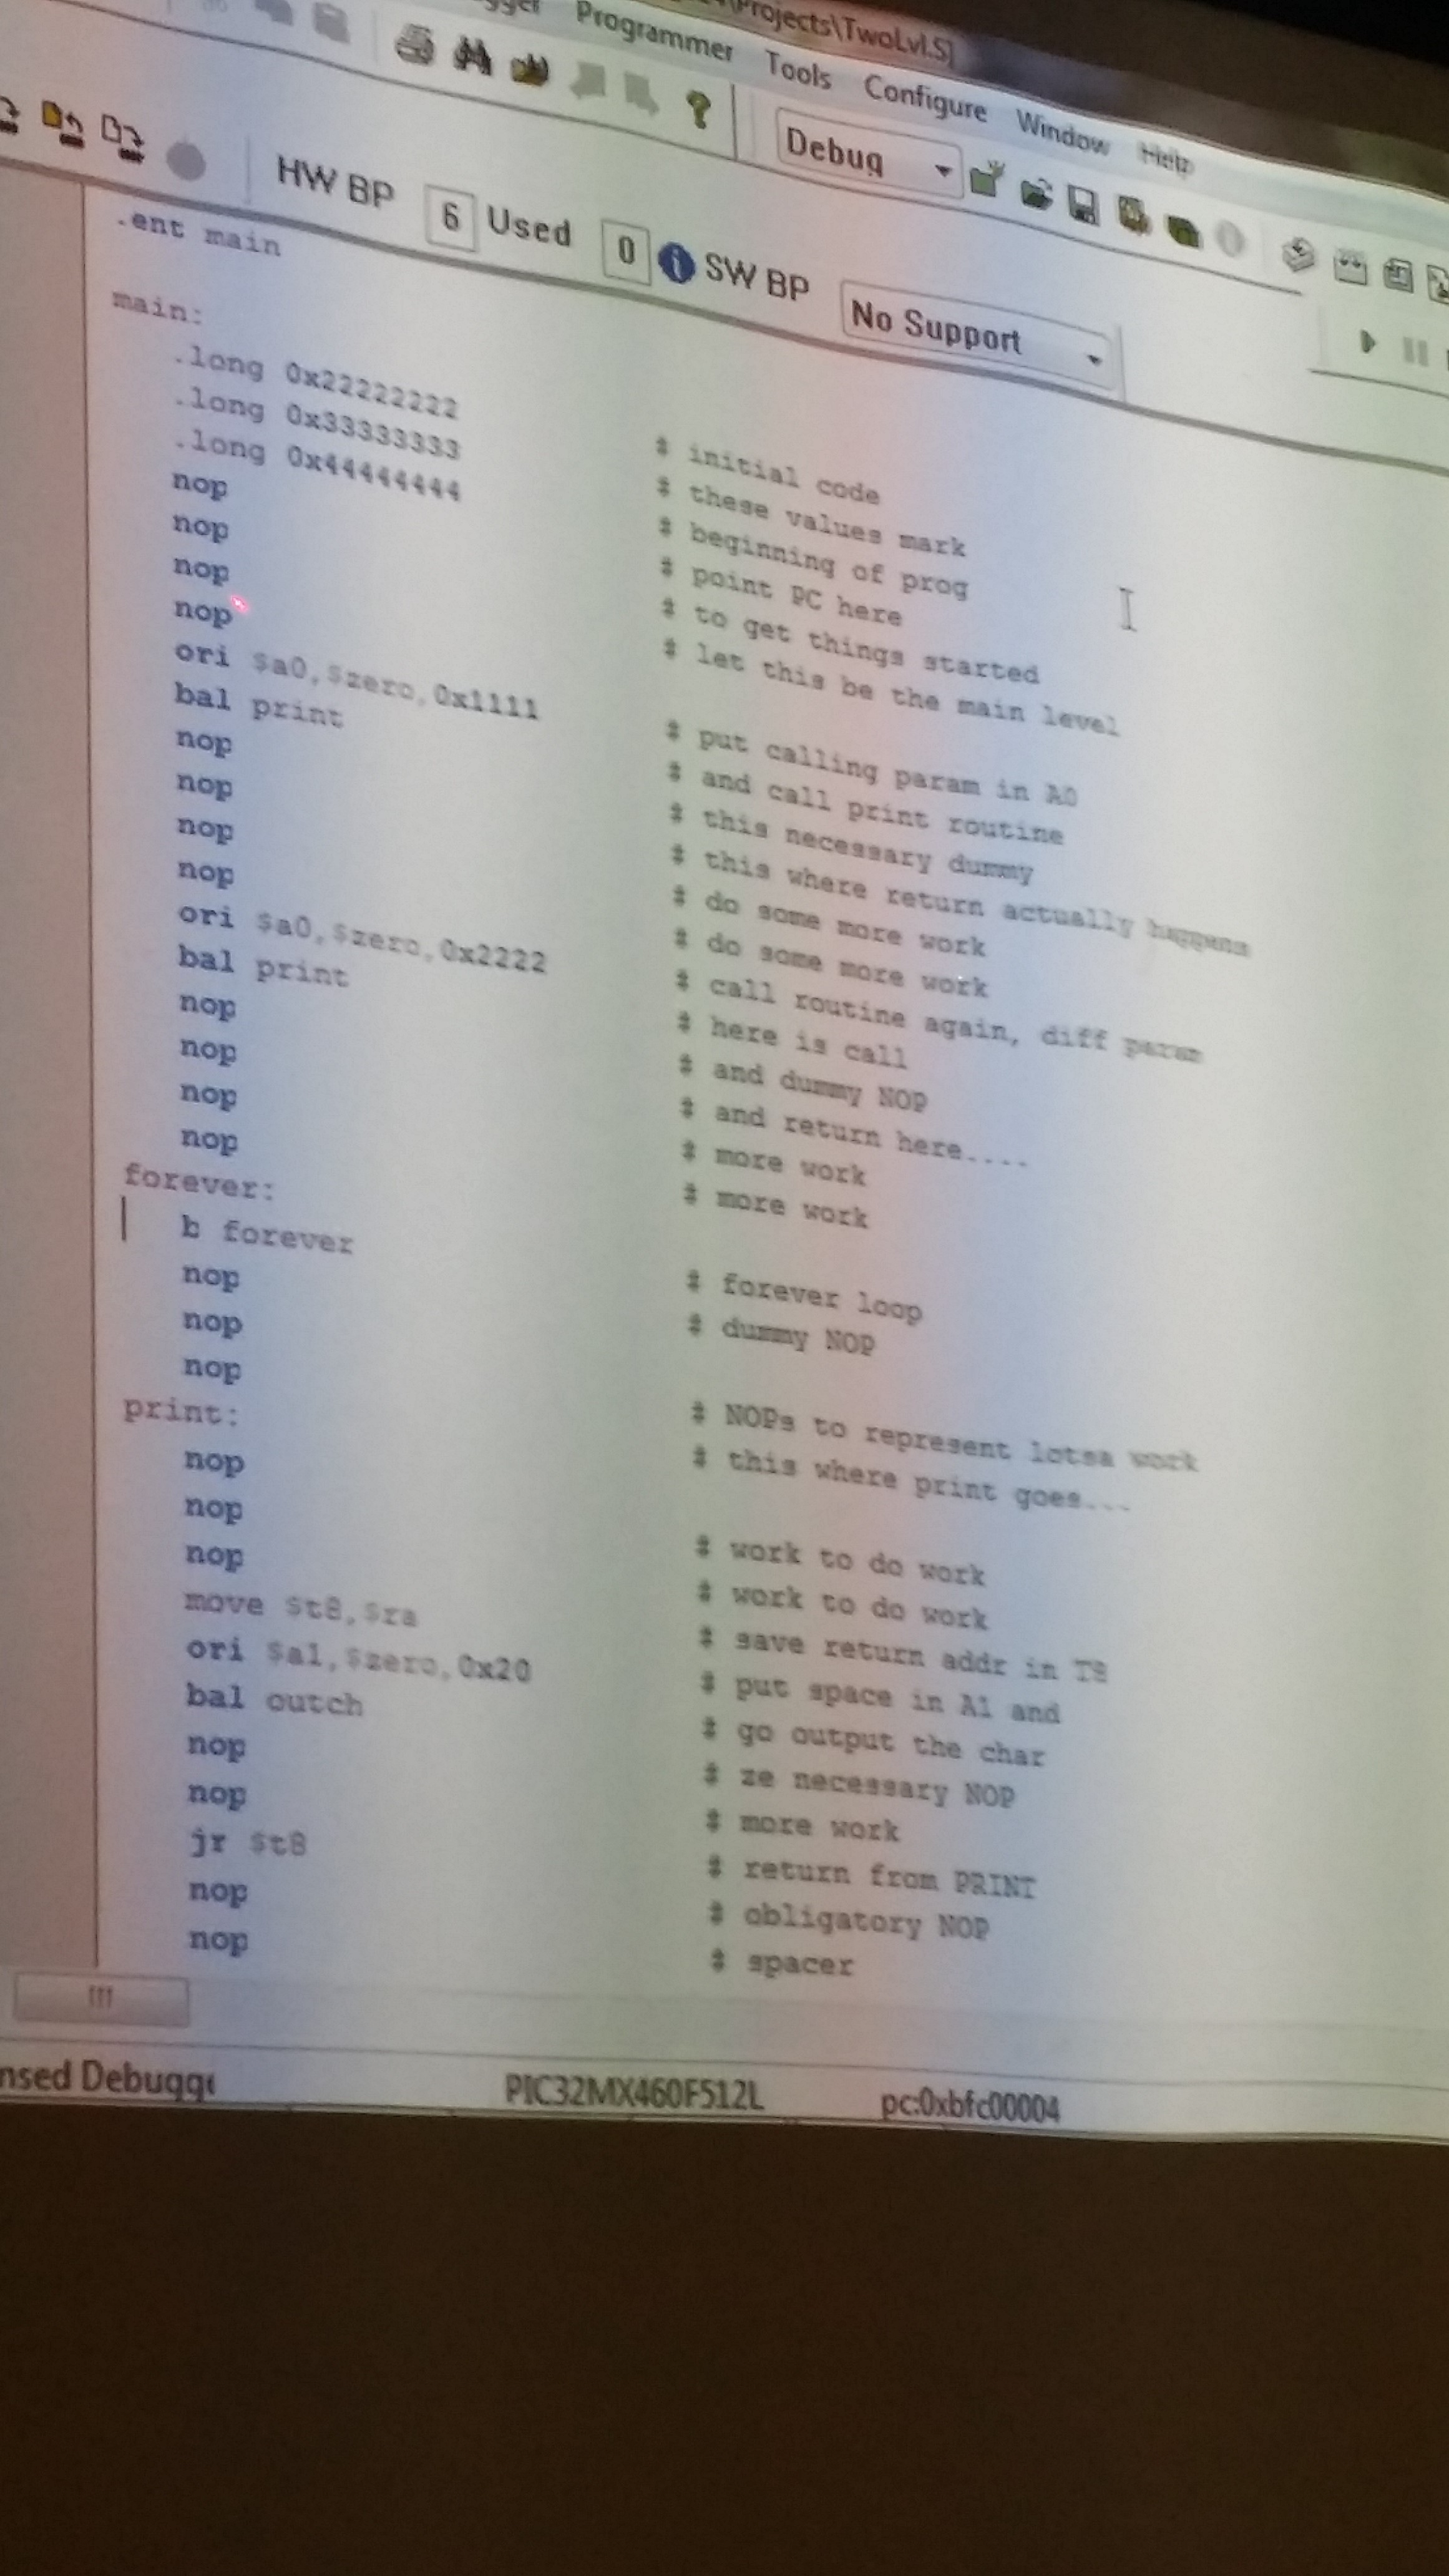 \Projects\TwoLvl.S]
Programmer Tools Configure Window Help
Debug
HW BP 6 Used 0 SW BP No Support
.ent main
main:
.long 0x22222222 # initial code
.long 0x33333333 # these values mark
.long 0x44444444 # beginning of prog
nop # point PC here
nop # to get things started
nop # let this be the main level
nop
ori $a0,$zero,0x1111 # put calling param in A0
bal print # and call print routine
nop # this necessary dummy
nop # this where return actually happens
nop # do some more work
nop # do some more work
ori $a0,$zero,0x2222 # call routine again, diff param
bal print # here is call
nop # and dummy NOP
nop # and return here....
nop # more work
nop # more work
forever:
b forever # forever loop
nop # dummy NOP
nop
nop # NOPs to represent lotsa work
print: # this where print goes...
nop
nop # work to do work
nop # work to do work
move $t8,$ra # save return addr in T8
ori $a1,$zero,0x20 # put space in A1 and
bal outch # go output the char
nop # ze necessary NOP
nop # more work
jr $t8 # return from PRINT
nop # obligatory NOP
nop # spacer
PIC32MX460F512L pc:0xbfc00004